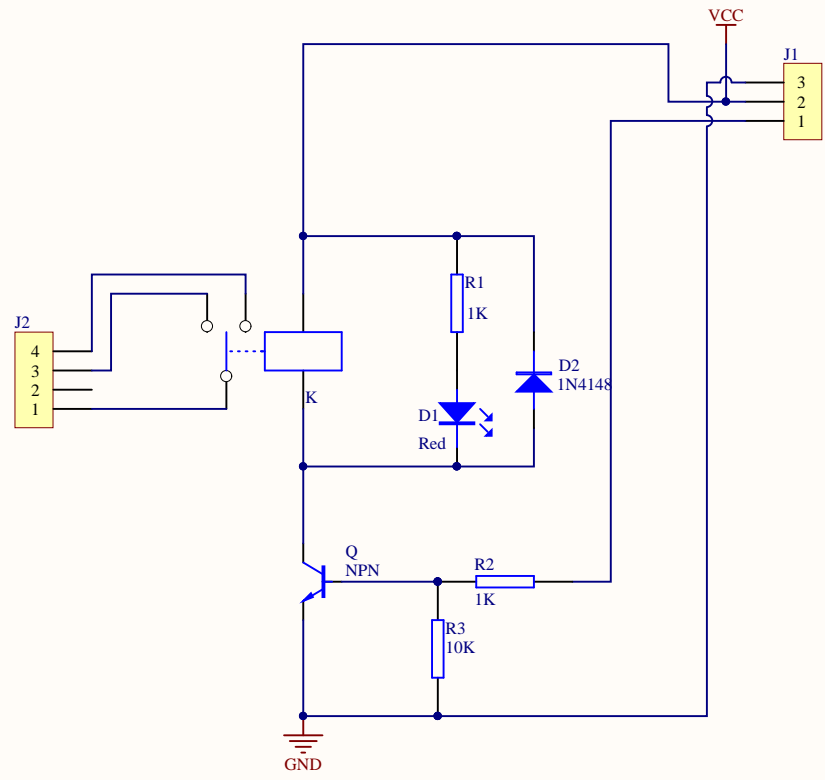 VCC
J1
3
2
1
R1
1K
J2
4
3
2
1
D2
1N4148
K
D1
Red
Q
NPN
R2
1K
R3
10K
GND